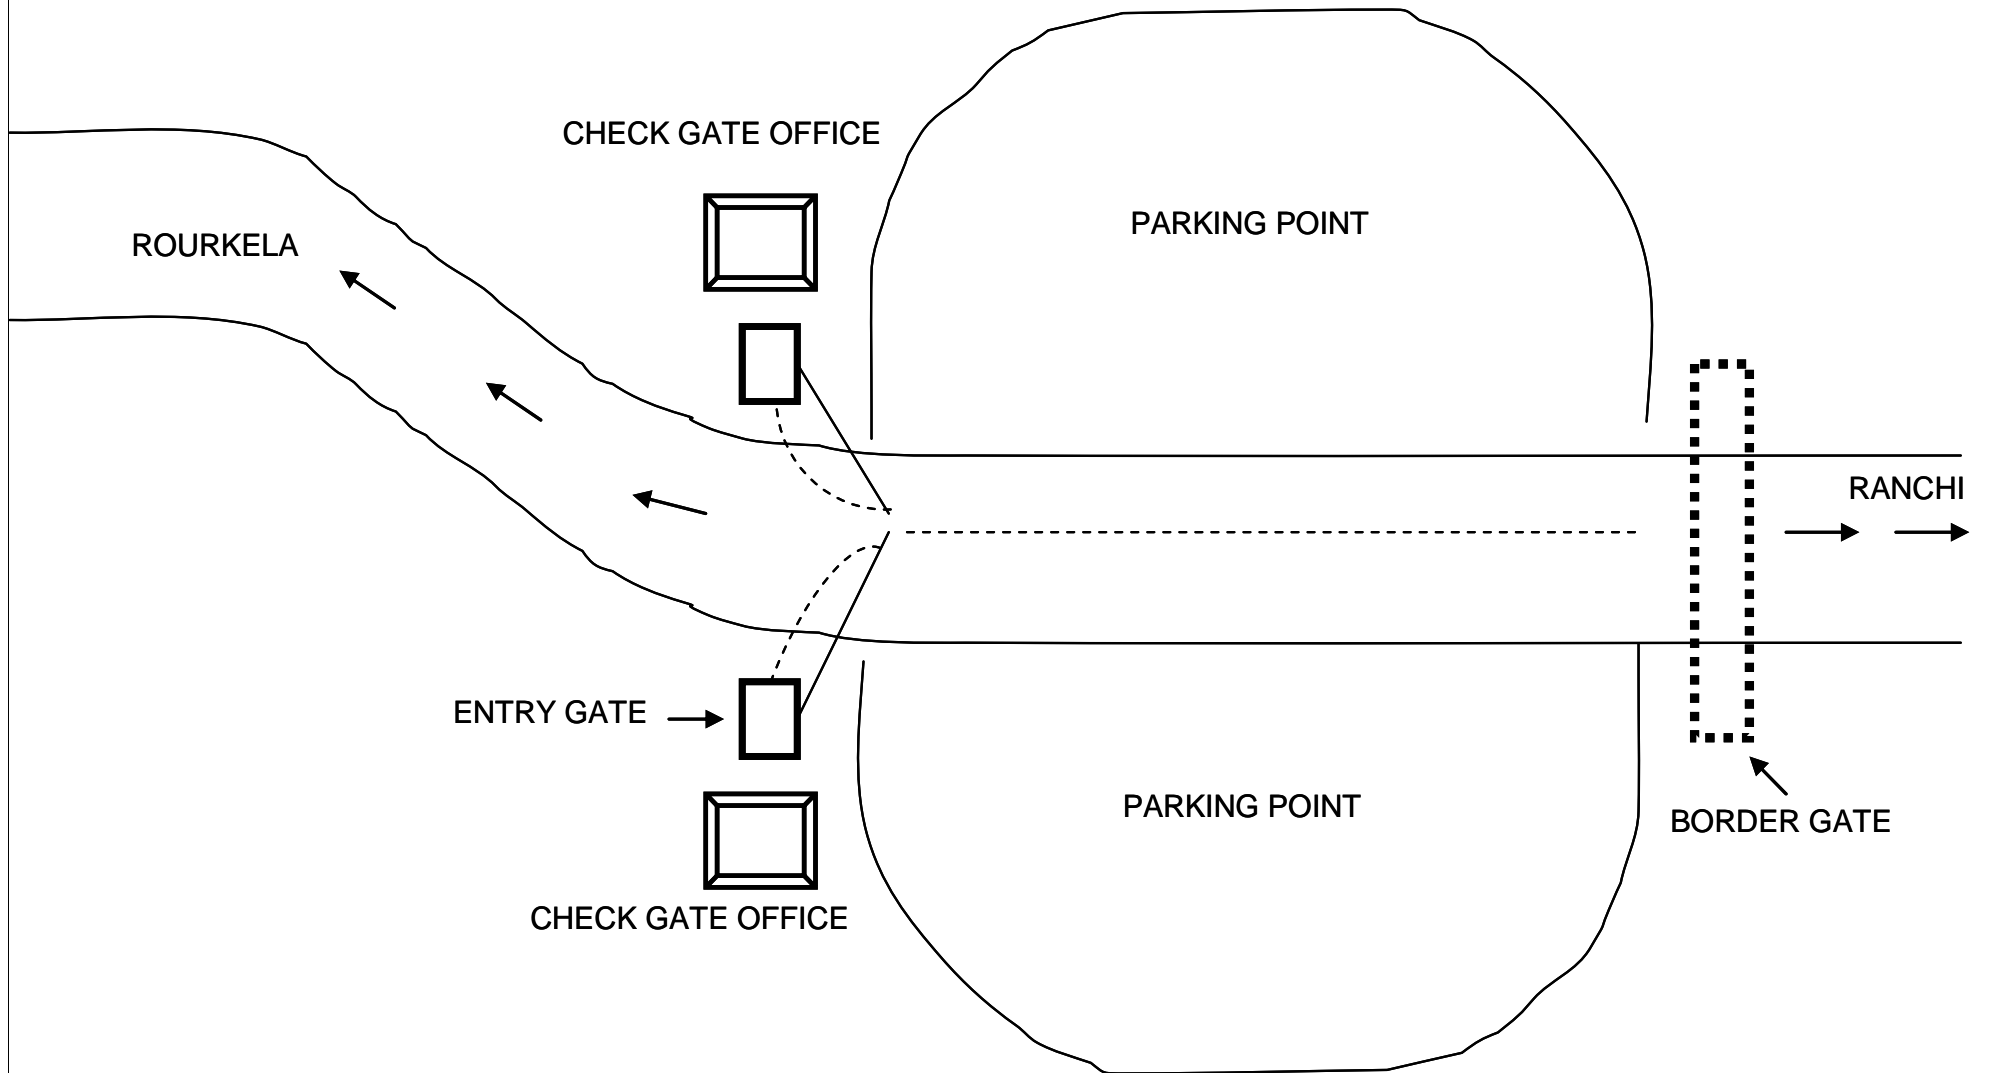 CHECK GATE OFFICE
PARKING POINT
ROURKELA
RANCHI
ENTRY GATE
PARKING POINT
BORDER GATE
CHECK GATE OFFICE